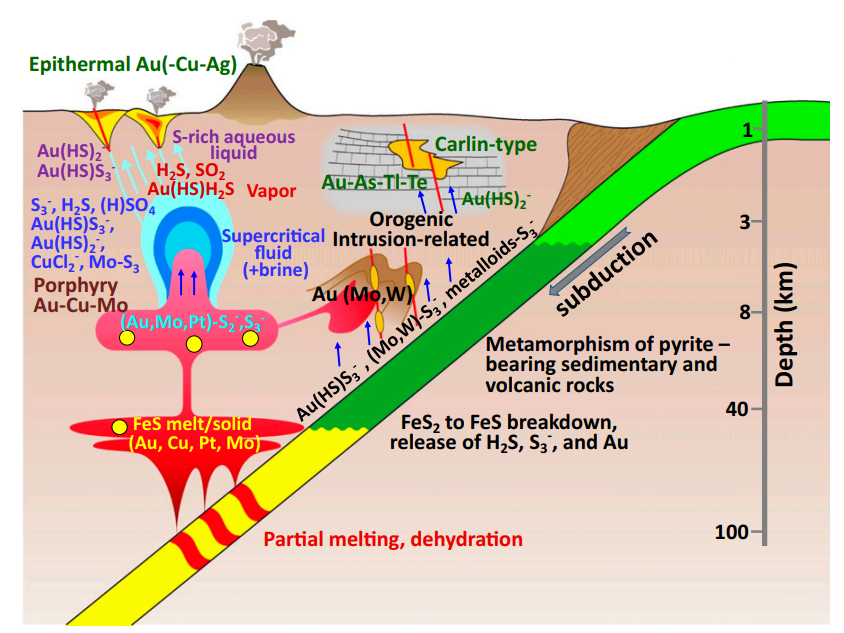 Epithermal Au(-Cu-Ag)
Au(HS)₂⁻
Au(HS)S₃⁻
S-rich aqueous
liquid
H₂S, SO₂
Au(HS)H₂S
Vapor
S₃⁻, H₂S, (H)SO₄
Au(HS)S₃⁻,
Au(HS)₂⁻,
CuCl₂⁻, Mo-S₃
Supercritical
fluid
(+brine)
Porphyry
Au-Cu-Mo
(Au,Mo,Pt)-S₂⁻,S₃⁻
FeS melt/solid
(Au, Cu, Pt, Mo)
Carlin-type
Au-As-Tl-Te
Au(HS)₂⁻
Orogenic
Intrusion-related
Au (Mo,W)
Au(HS)S₃⁻, (Mo,W)-S₃⁻, metalloids-S₃⁻
subduction
Metamorphism of pyrite –
bearing sedimentary and
volcanic rocks
FeS₂ to FeS breakdown,
release of H₂S, S₃⁻, and Au
Partial melting, dehydration
1
3
8
40
100
Depth (km)